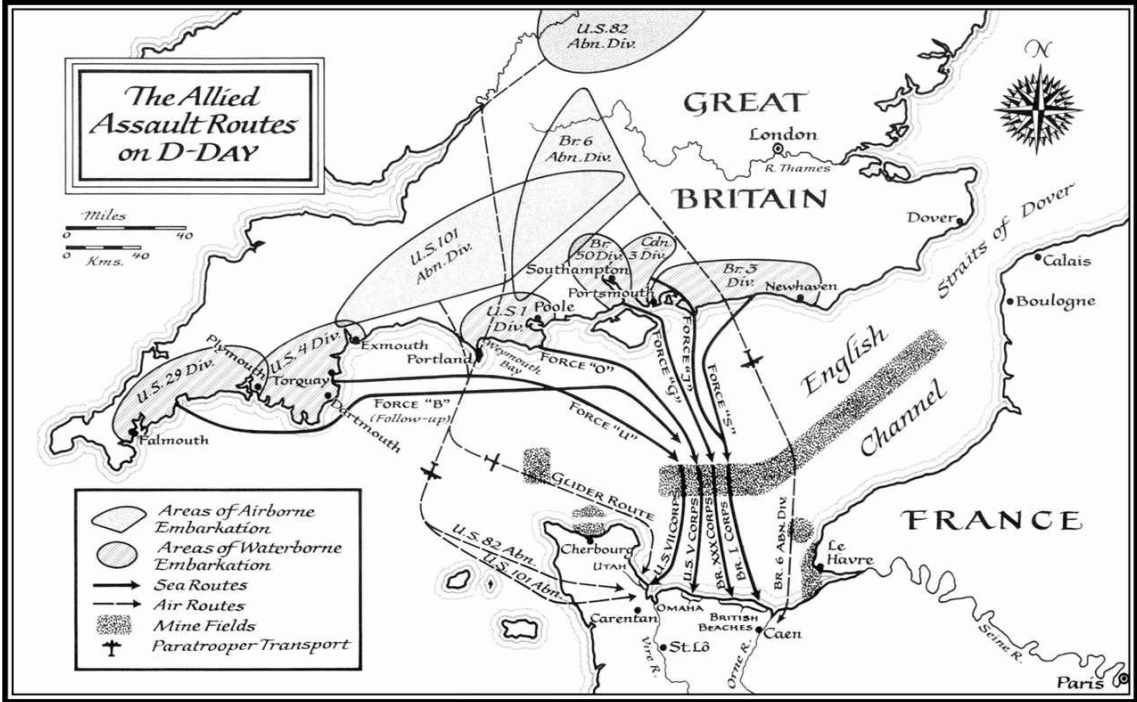 The Allied
Assault Routes
on D-DAY
Miles
0 40
0 40
Kms.
U.S. 82
Abn. Div.
N
GREAT
BRITAIN
London
R. Thames
Br. 6
Abn. Div.
U.S. 101
Abn. Div.
Br.
50 Div.
Cdn.
3 Div.
Br. 3
Div.
Southampton
Portsmouth
Newhaven
Dover
Straits of Dover
Calais
Boulogne
U.S. 1
Div.
Poole
Portland
Weymouth
Bay
Exmouth
U.S. 4 Div.
Plymouth
Torquay
Dartmouth
U.S. 29 Div.
Falmouth
FORCE "B"
(Follow-up)
FORCE "O"
FORCE "U"
FORCE "G"
FORCE "J"
FORCE "S"
English
Channel
GLIDER ROUTE
U.S. 82 Abn.
U.S. 101 Abn.
Cherbourg
UTAH
U.S. VII CORPS
U.S. V CORPS
BR. XXX CORPS
BR. I CORPS
BR. 6 ABN. DIV.
Le
Havre
FRANCE
OMAHA
BRITISH
BEACHES
Caen
Carentan
St. Lô
Vire R.
Orne R.
Seine R.
Paris
Areas of Airborne
Embarkation
Areas of Waterborne
Embarkation
Sea Routes
Air Routes
Mine Fields
Paratrooper Transport